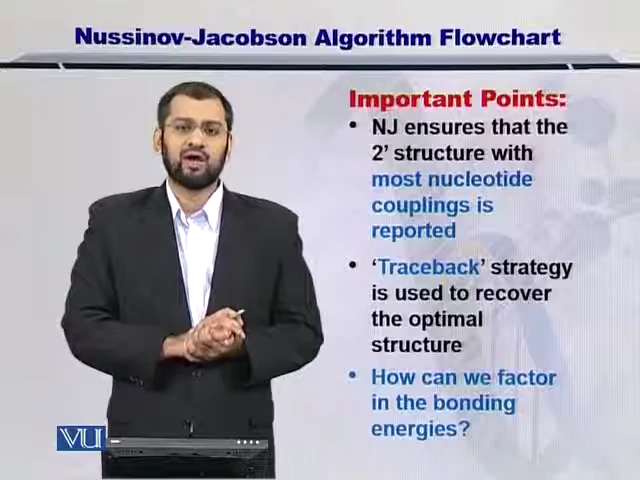 Nussinov-Jacobson Algorithm Flowchart
Important Points:
• NJ ensures that the
2’ structure with
most nucleotide
couplings is
reported
• ‘Traceback’ strategy
is used to recover
the optimal
structure
• How can we factor
in the bonding
energies?
VU